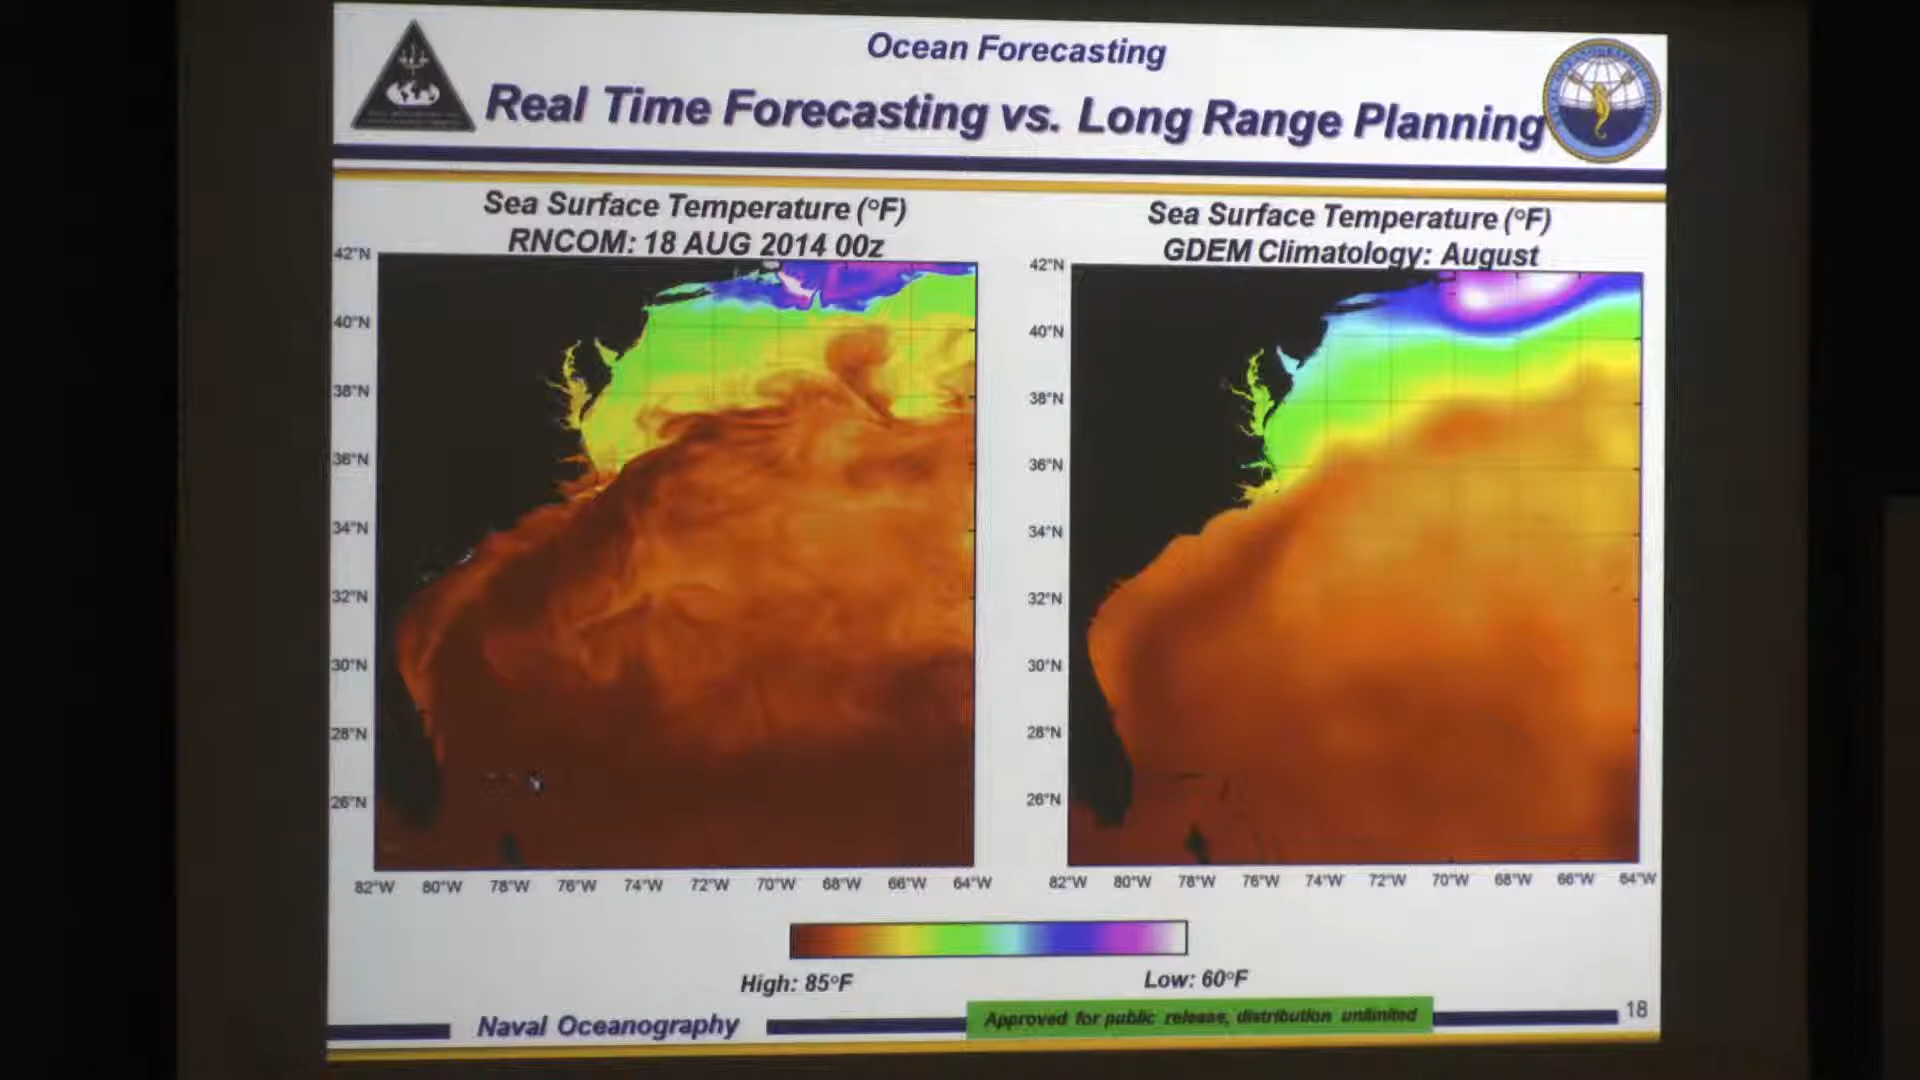 Ocean Forecasting
Real Time Forecasting vs. Long Range Planning
Sea Surface Temperature (°F)
RNCOM: 18 AUG 2014 00z
Sea Surface Temperature (°F)
GDEM Climatology: August
42°N
40°N
38°N
36°N
34°N
32°N
30°N
28°N
26°N
82°W 80°W 78°W 76°W 74°W 72°W 70°W 68°W 66°W 64°W
42°N
40°N
38°N
36°N
34°N
32°N
30°N
28°N
26°N
82°W 80°W 78°W 76°W 74°W 72°W 70°W 68°W 66°W 64°W
High: 85°F
Low: 60°F
Naval Oceanography
Approved for public release, distribution unlimited
18